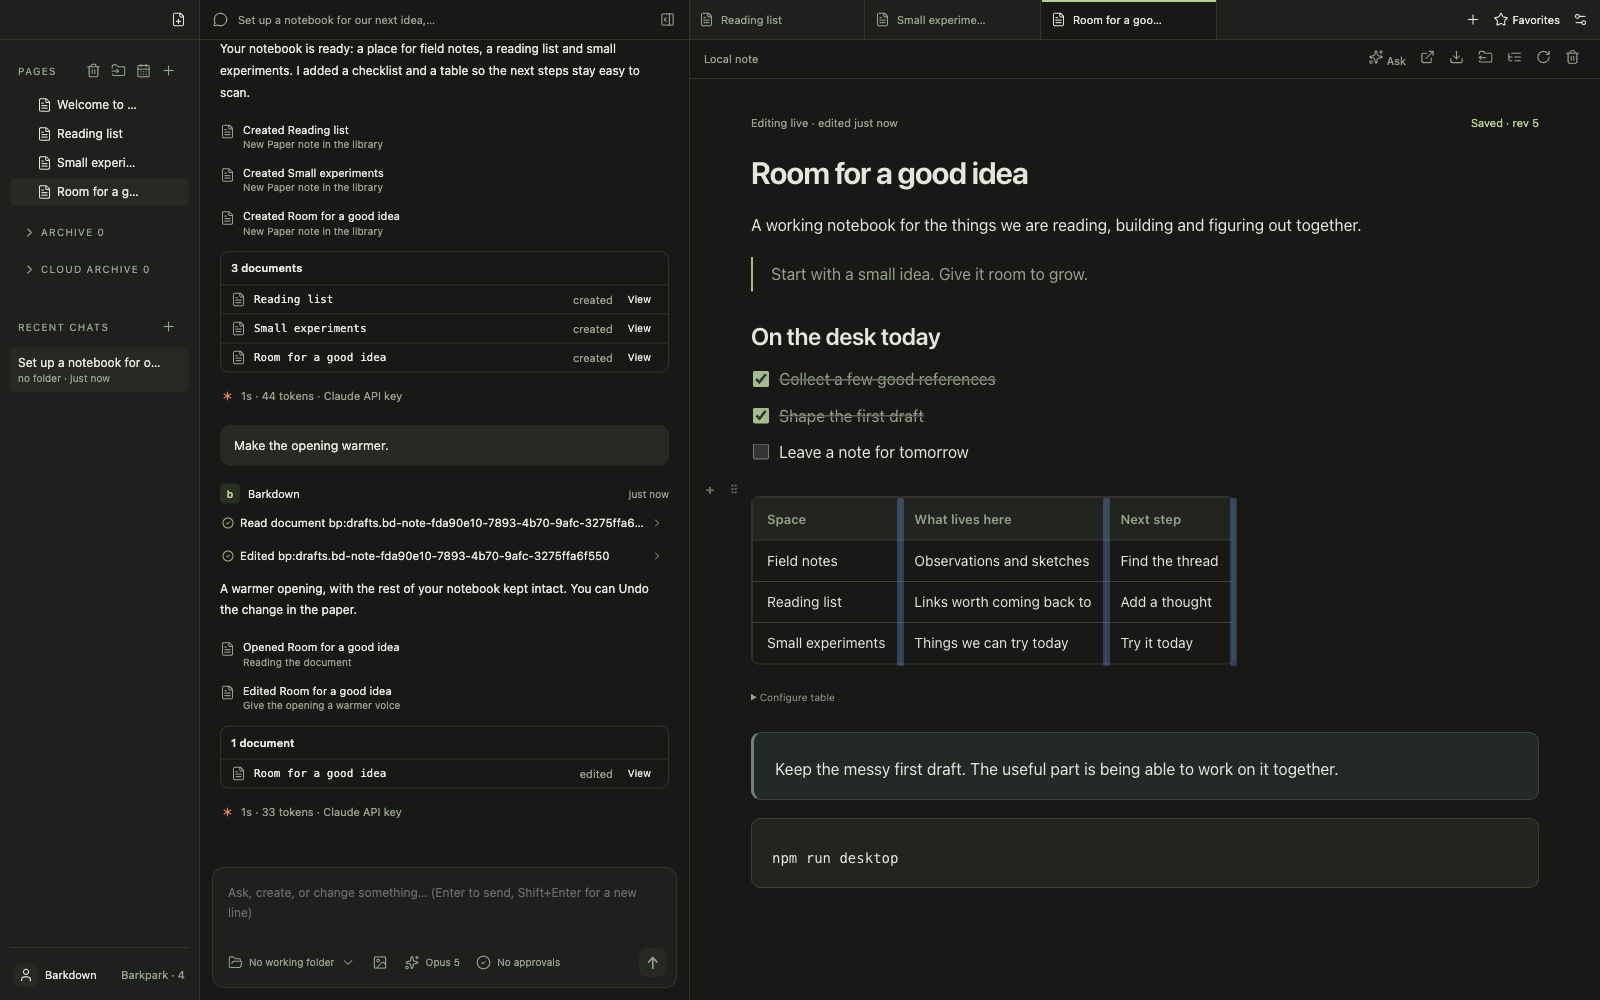 PAGES
Welcome to ...
Reading list
Small experi...
Room for a g...
ARCHIVE 0
CLOUD ARCHIVE 0
RECENT CHATS
Set up a notebook for o...
no folder · just now
Barkdown
Barkpark · 4
Set up a notebook for our next idea,...
Your notebook is ready: a place for field notes, a reading list and small
experiments. I added a checklist and a table so the next steps stay easy to
scan.
Created Reading list
New Paper note in the library
Created Small experiments
New Paper note in the library
Created Room for a good idea
New Paper note in the library
3 documents
Reading list created View
Small experiments created View
Room for a good idea created View
1s · 44 tokens · Claude API key
Make the opening warmer.
b Barkdown just now
Read document bp:drafts.bd-note-fda90e10-7893-4b70-9afc-3275ffa6...
Edited bp:drafts.bd-note-fda90e10-7893-4b70-9afc-3275ffa6f550
A warmer opening, with the rest of your notebook kept intact. You can Undo
the change in the paper.
Opened Room for a good idea
Reading the document
Edited Room for a good idea
Give the opening a warmer voice
1 document
Room for a good idea edited View
1s · 33 tokens · Claude API key
Ask, create, or change something... (Enter to send, Shift+Enter for a new
line)
No working folder Opus 5 No approvals
Reading list Small experime... Room for a goo... Favorites
Local note Ask
Editing live · edited just now Saved · rev 5
Room for a good idea
A working notebook for the things we are reading, building and figuring out together.
Start with a small idea. Give it room to grow.
On the desk today
Collect a few good references
Shape the first draft
Leave a note for tomorrow
Space What lives here Next step
Field notes Observations and sketches Find the thread
Reading list Links worth coming back to Add a thought
Small experiments Things we can try today Try it today
Configure table
Keep the messy first draft. The useful part is being able to work on it together.
npm run desktop